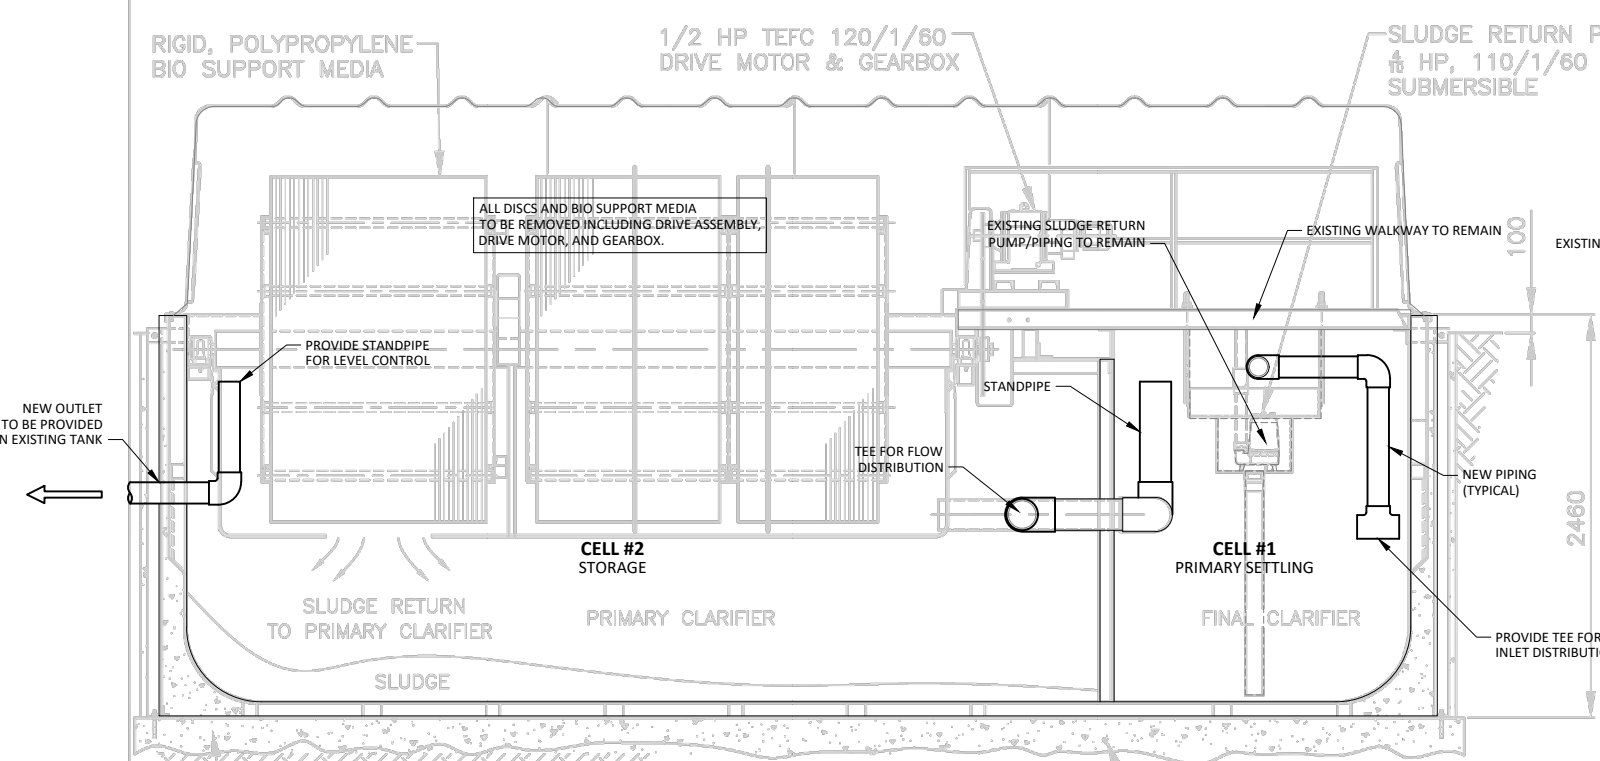 RIGID, POLYPROPYLENE
BIO SUPPORT MEDIA
1/2 HP TEFC 120/1/60
DRIVE MOTOR & GEARBOX
SLUDGE RETURN P
HP, 110/1/60
SUBMERSIBLE
ALL DISCS AND BIO SUPPORT MEDIA
TO BE REMOVED INCLUDING DRIVE ASSEMBLY,
DRIVE MOTOR, AND GEARBOX.
EXISTING SLUDGE RETURN
PUMP/PIPING TO REMAIN
EXISTING WALKWAY TO REMAIN
100
EXISTIN
PROVIDE STANDPIPE
FOR LEVEL CONTROL
STANDPIPE
NEW OUTLET
TO BE PROVIDED
N EXISTING TANK
TEE FOR FLOW
DISTRIBUTION
NEW PIPING
(TYPICAL)
2460
CELL #2
STORAGE
CELL #1
PRIMARY SETTLING
SLUDGE RETURN
TO PRIMARY CLARIFIER
PRIMARY CLARIFIER
FINAL CLARIFIER
PROVIDE TEE FOR
INLET DISTRIBUTI
SLUDGE